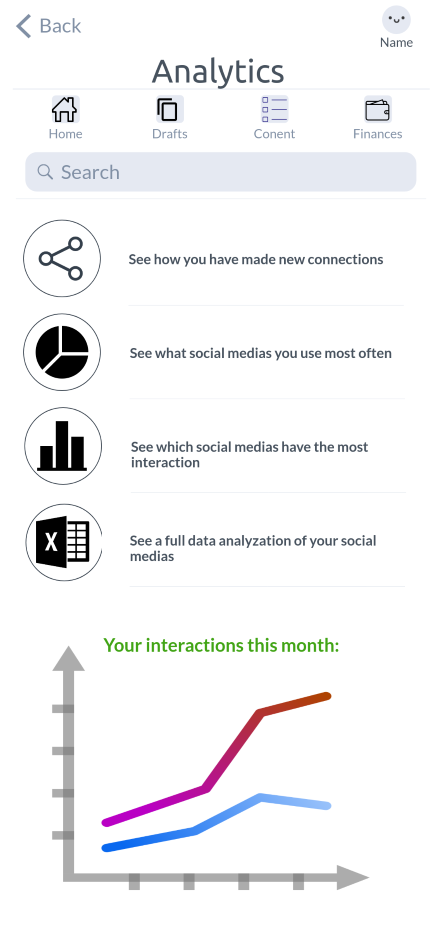 Back
Name
Analytics
Home
Drafts
Conent
Finances
Search
See how you have made new connections
See what social medias you use most often
See which social medias have the most
interaction
X
See a full data analyzation of your social
medias
Your interactions this month: